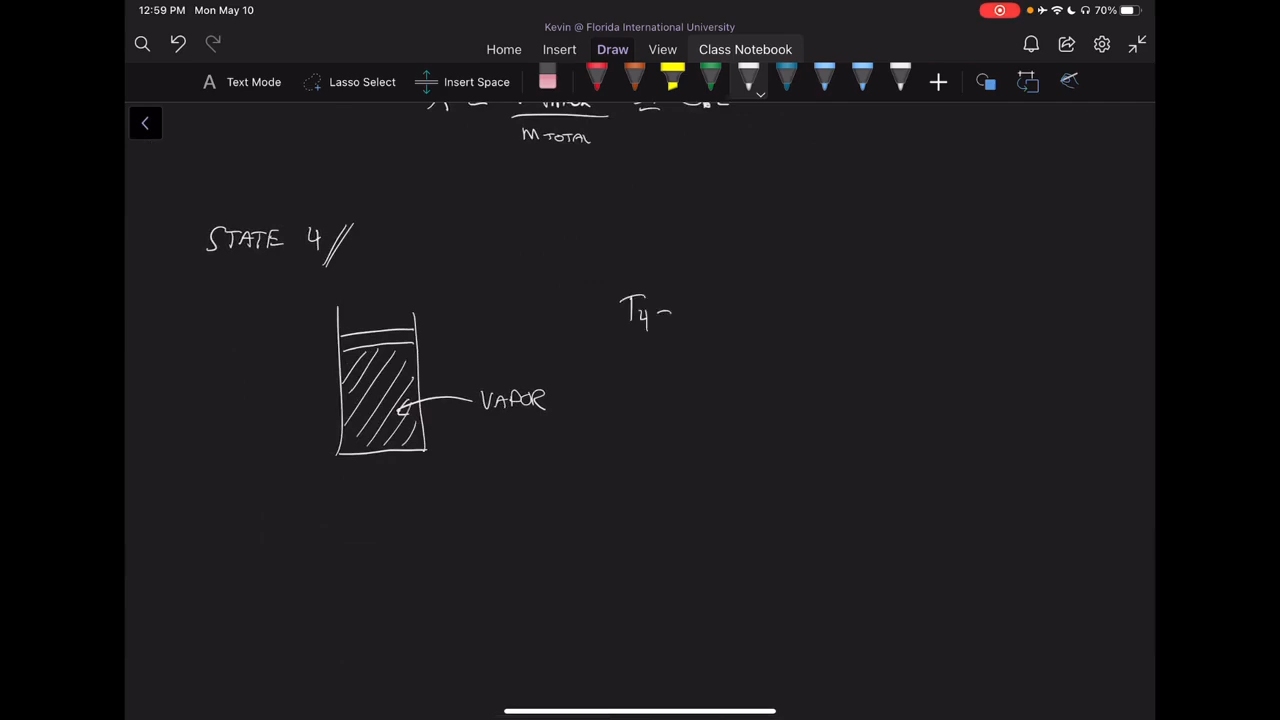 12:59 PM Mon May 10
70%
Kevin @ Florida International University
Home Insert Draw View Class Notebook
Text Mode Lasso Select Insert Space
M TOTAL
STATE 4
T4 -
VAPOR